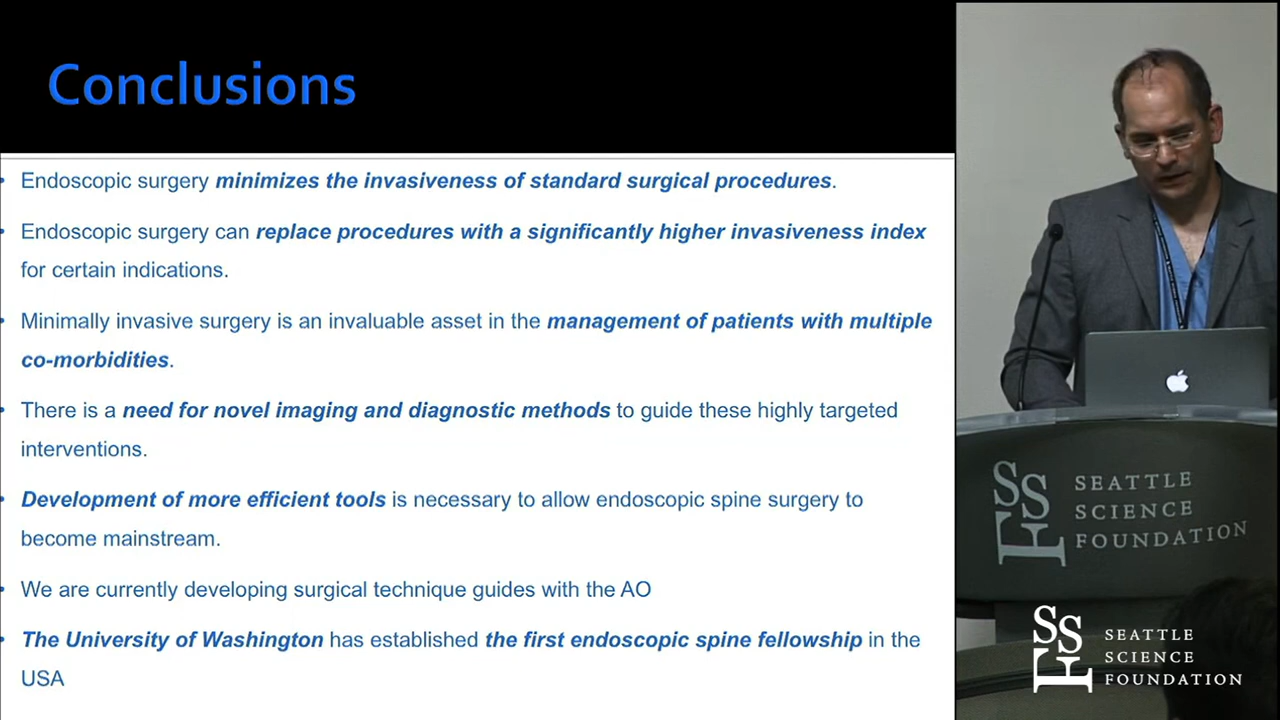 Conclusions
• Endoscopic surgery minimizes the invasiveness of standard surgical procedures.
• Endoscopic surgery can replace procedures with a significantly higher invasiveness index
for certain indications.
• Minimally invasive surgery is an invaluable asset in the management of patients with multiple
co-morbidities.
• There is a need for novel imaging and diagnostic methods to guide these highly targeted
interventions.
• Development of more efficient tools is necessary to allow endoscopic spine surgery to
become mainstream.
• We are currently developing surgical technique guides with the AO
• The University of Washington has established the first endoscopic spine fellowship in the
USA
SSF
SEATTLE
SCIENCE
FOUNDATION
SSF
SEATTLE
SCIENCE
FOUNDATION